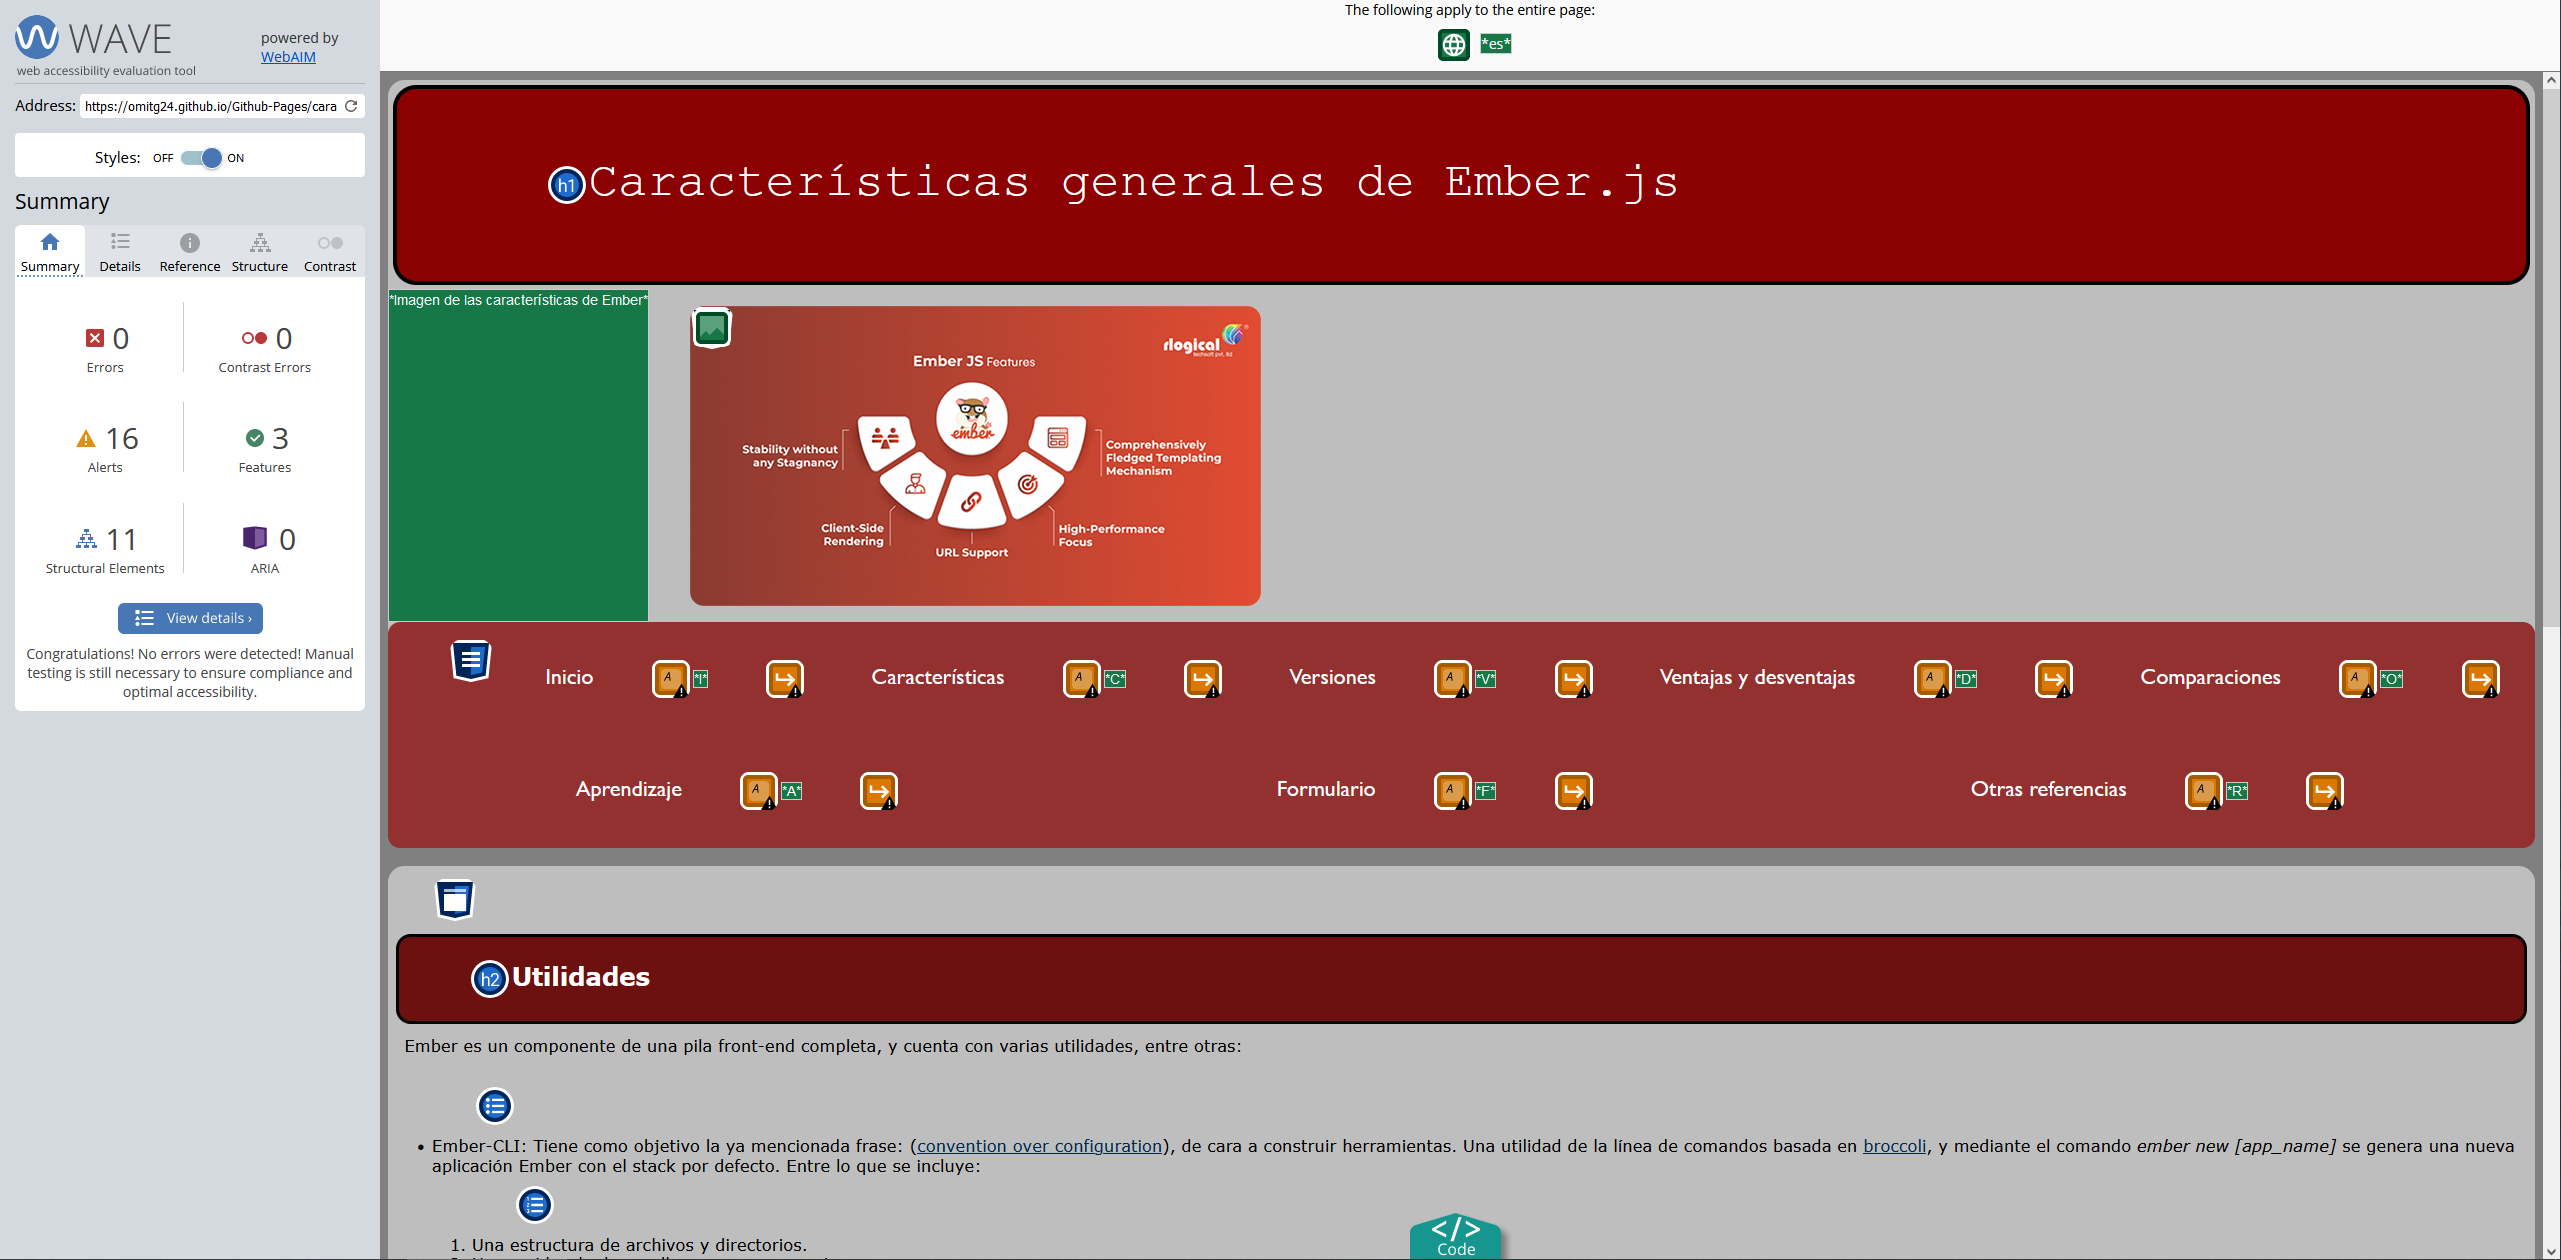 WAVE
powered by
WebAIM
web accessibility evaluation tool
Address: https://omitg24.github.io/Github-Pages/cara
Styles: OFF ON
Summary
Summary Details Reference Structure Contrast
0 Errors
0 Contrast Errors
16 Alerts
3 Features
11 Structural Elements
0 ARIA
View details ›
Congratulations! No errors were detected! Manual
testing is still necessary to ensure compliance and
optimal accessibility.
The following apply to the entire page:
*es*
h1 Características generales de Ember.js
*Imagen de las características de Ember*
rlogical
Ember JS Features
ember
Stability without
any Stagnancy
Client-Side
Rendering
URL Support
High-Performance
Focus
Comprehensively
Fledged Templating
Mechanism
Inicio A *I* Características A *C* Versiones A *V* Ventajas y desventajas A *D* Comparaciones A *O*
Aprendizaje A *A* Formulario A *F* Otras referencias A *R*
h2 Utilidades
Ember es un componente de una pila front-end completa, y cuenta con varias utilidades, entre otras:
• Ember-CLI: Tiene como objetivo la ya mencionada frase: (convention over configuration), de cara a construir herramientas. Una utilidad de la línea de comandos basada en broccoli, y mediante el comando ember new [app_name] se genera una nueva
aplicación Ember con el stack por defecto. Entre lo que se incluye:
1. Una estructura de archivos y directorios.
</> Code